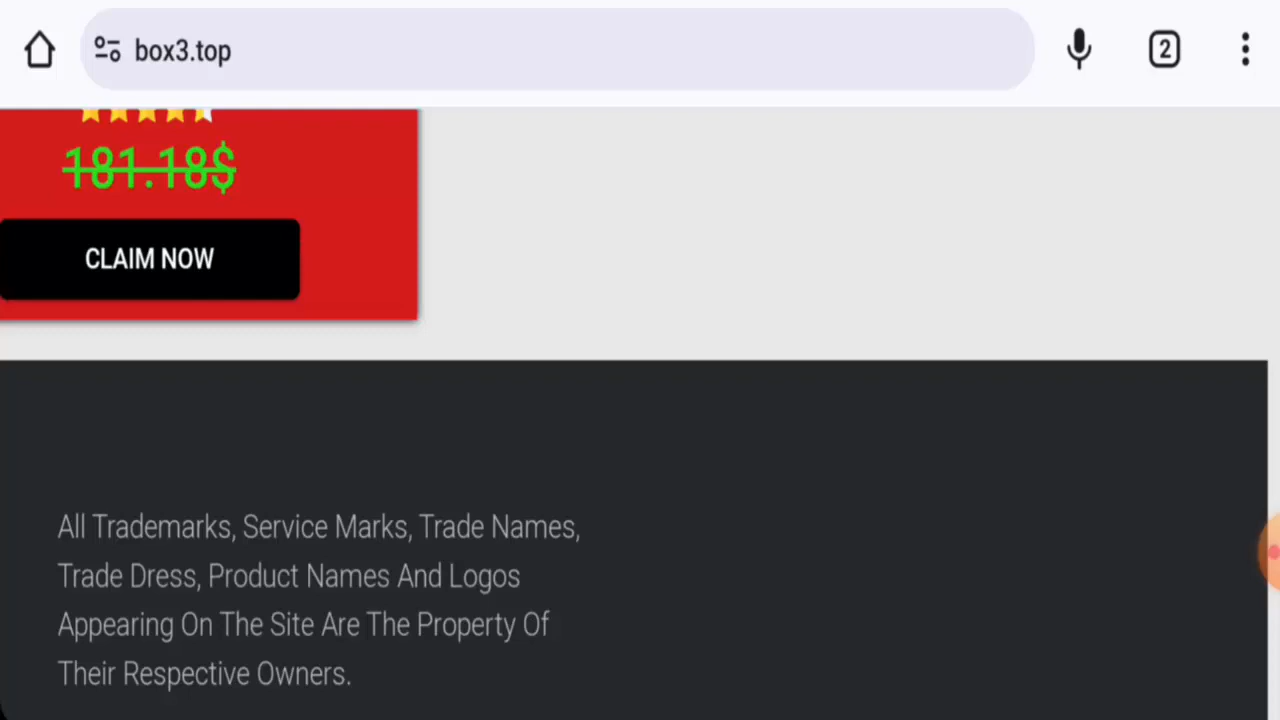 box3.top
2
181.18$
CLAIM NOW
All Trademarks, Service Marks, Trade Names,
Trade Dress, Product Names And Logos
Appearing On The Site Are The Property Of
Their Respective Owners.